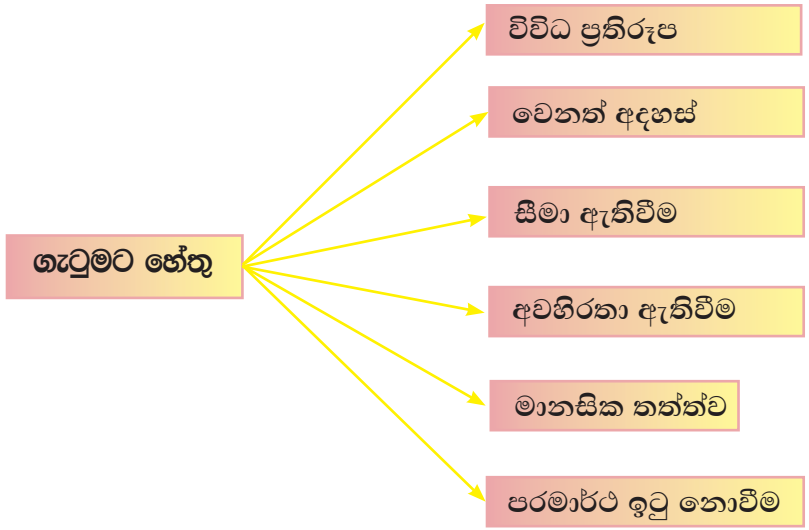 ගැටුමට හේතු
විවිධ ප්‍රතිරූප
වෙනත් අදහස්
සීමා ඇතිවීම
අවහිරතා ඇතිවීම
මානසික තත්ත්ව
පරමාර්ථ ඉටු නොවීම